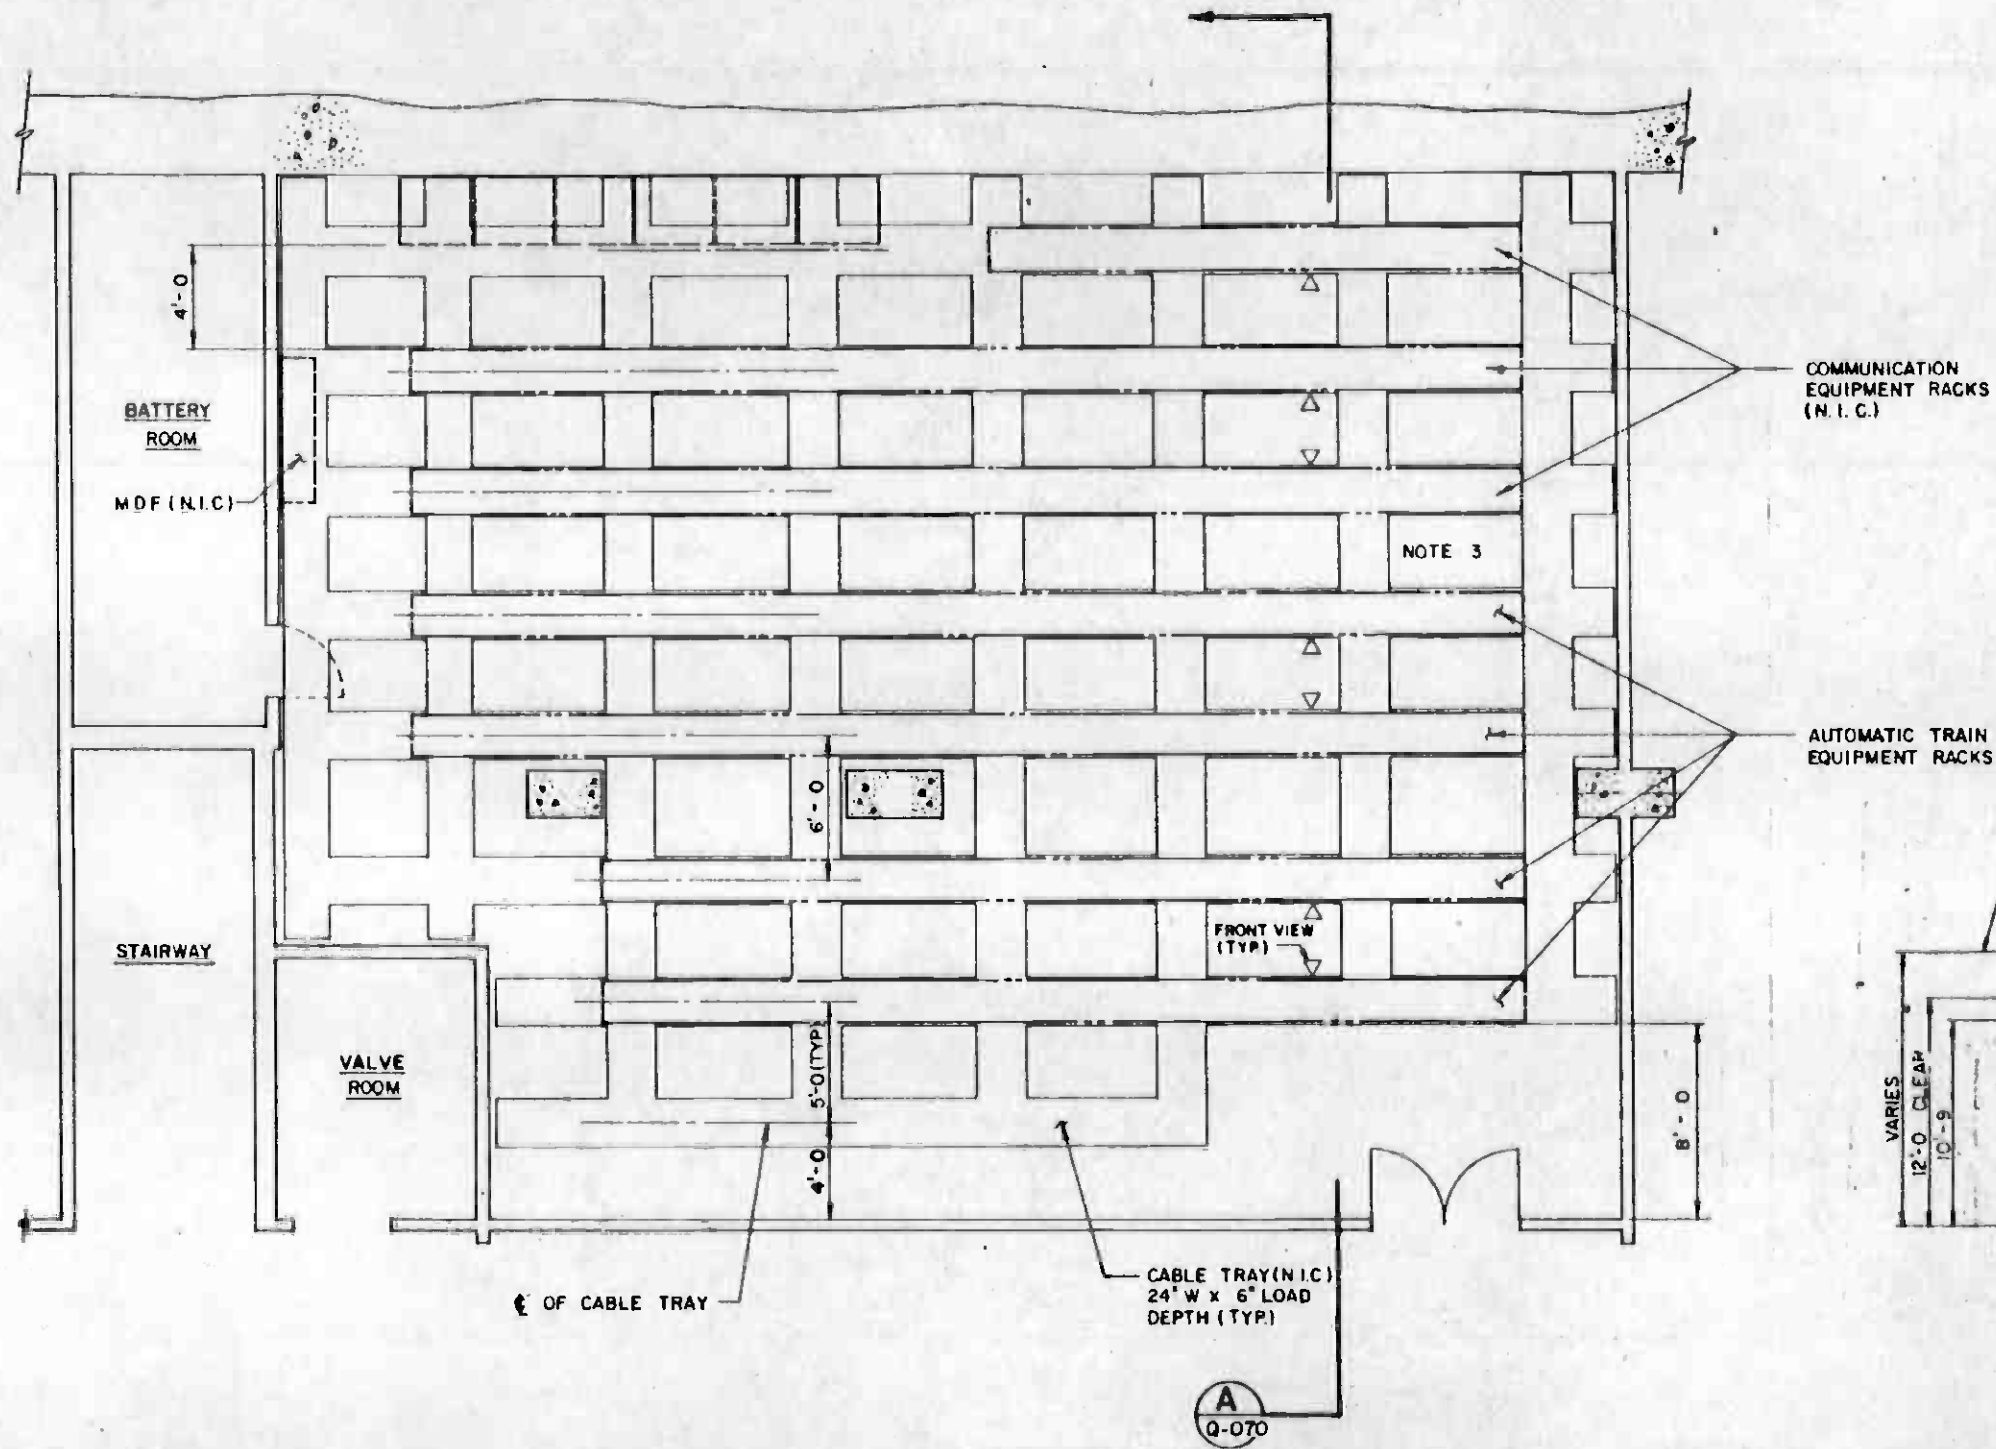 4'-0
BATTERY
ROOM
MDF (N.I.C)
COMMUNICATION
EQUIPMENT RACKS
(N.I.C.)
NOTE 3
AUTOMATIC TRAIN
EQUIPMENT RACKS
6'-0
STAIRWAY
FRONT VIEW
(TYP)
VALVE
ROOM
5'-0 (TYP)
4'-0
8'-0
VARIES
12'-0 CLEAR
10'-9
℄ OF CABLE TRAY
CABLE TRAY (N.I.C)
24" W X 6" LOAD
DEPTH (TYP.)
A
Q-070